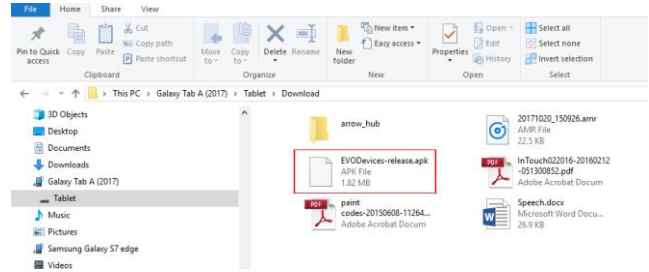 File Home Share View
Pin to Quick access
Copy
Paste
Cut
Copy path
Paste shortcut
Clipboard
Move to
Copy to
Delete
Rename
Organize
New folder
New item
Easy access
New
Properties
Open
Edit
History
Open
Select all
Select none
Invert selection
Select
This PC > Galaxy Tab A (2017) > Tablet > Download
3D Objects
Desktop
Documents
Downloads
Galaxy Tab A (2017)
Tablet
Music
Pictures
Samsung Galaxy S7 edge
Videos
arrow_hub
20171020_150926.amr
AMR File
22.5 KB
EVODevices-release.apk
APK File
1.82 MB
PDF
InTouch022016-20160212
-051300852.pdf
Adobe Acrobat Docum
PDF
paint
codes-20150608-11264...
Adobe Acrobat Docum
W
Speech.docx
Microsoft Word Docu...
26.9 KB